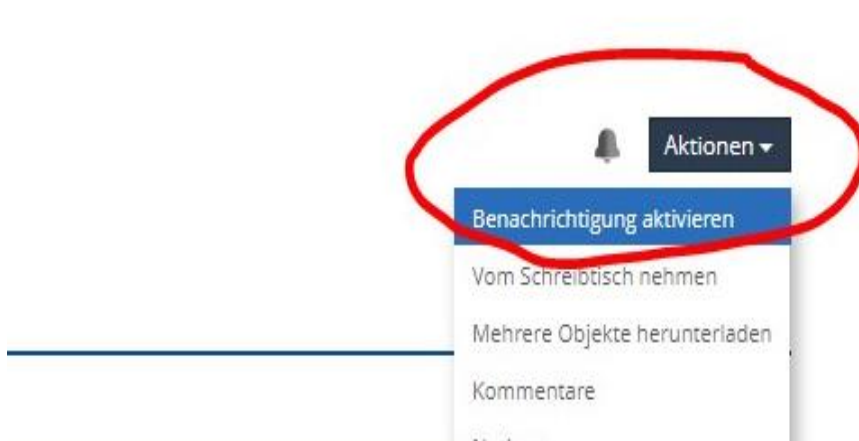 Aktionen
Benachrichtigung aktivieren
Vom Schreibtisch nehmen
Mehrere Objekte herunterladen
Kommentare